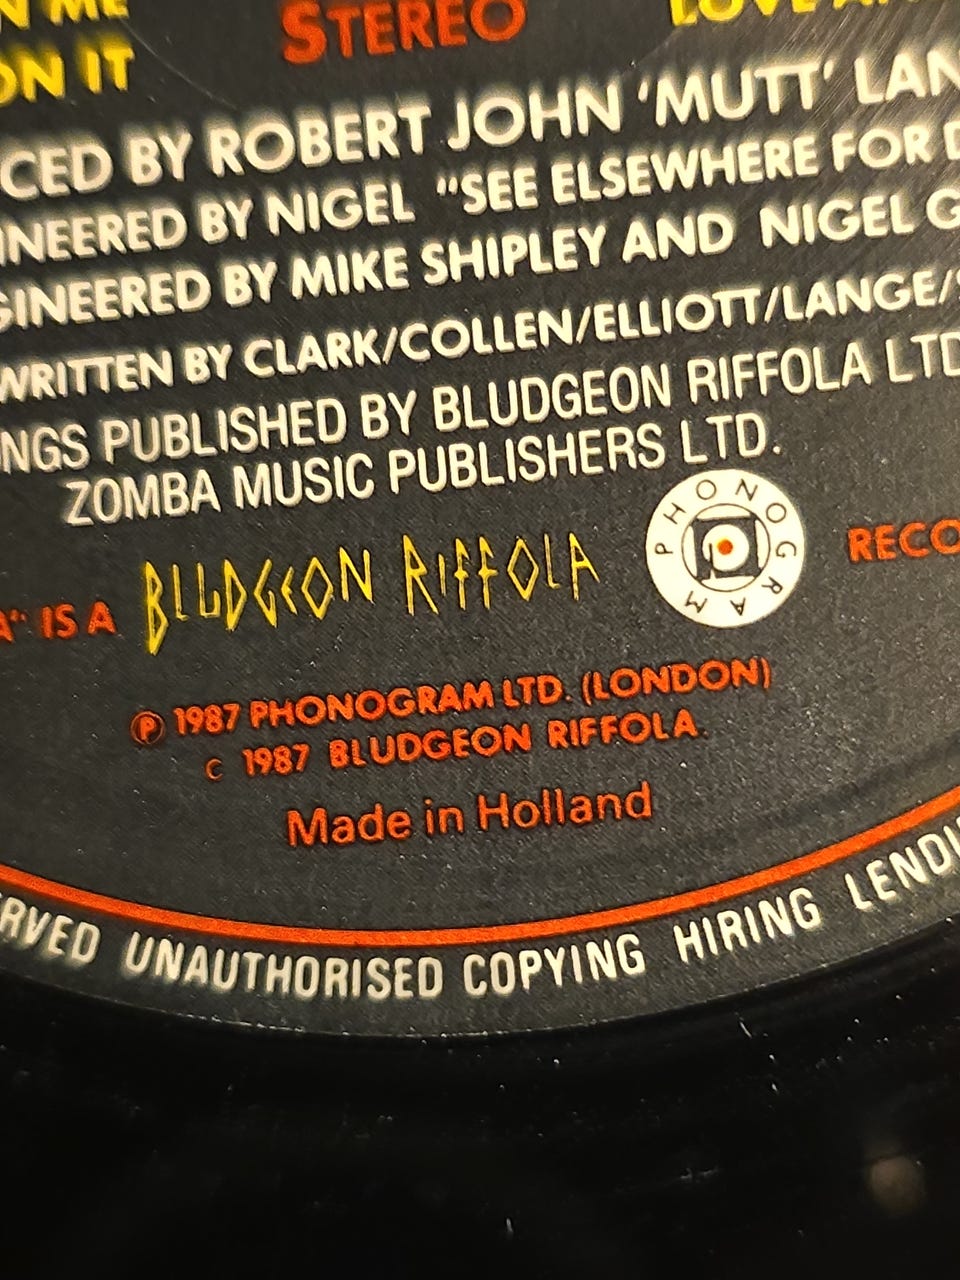 N ME
STEREO
LOVE A
ON IT
CED BY ROBERT JOHN 'MUTT' LAN
INEERED BY NIGEL "SEE ELSEWHERE FOR D
GINEERED BY MIKE SHIPLEY AND NIGEL G
WRITTEN BY CLARK/COLLEN/ELLIOTT/LANGE/S
NGS PUBLISHED BY BLUDGEON RIFFOLA LTD
ZOMBA MUSIC PUBLISHERS LTD.
A" IS A BLUDGEON RIFFOLA PHONOGRAM RECO
Ⓟ 1987 PHONOGRAM LTD. (LONDON)
C 1987 BLUDGEON RIFFOLA.
Made in Holland
RVED UNAUTHORISED COPYING HIRING LENDI